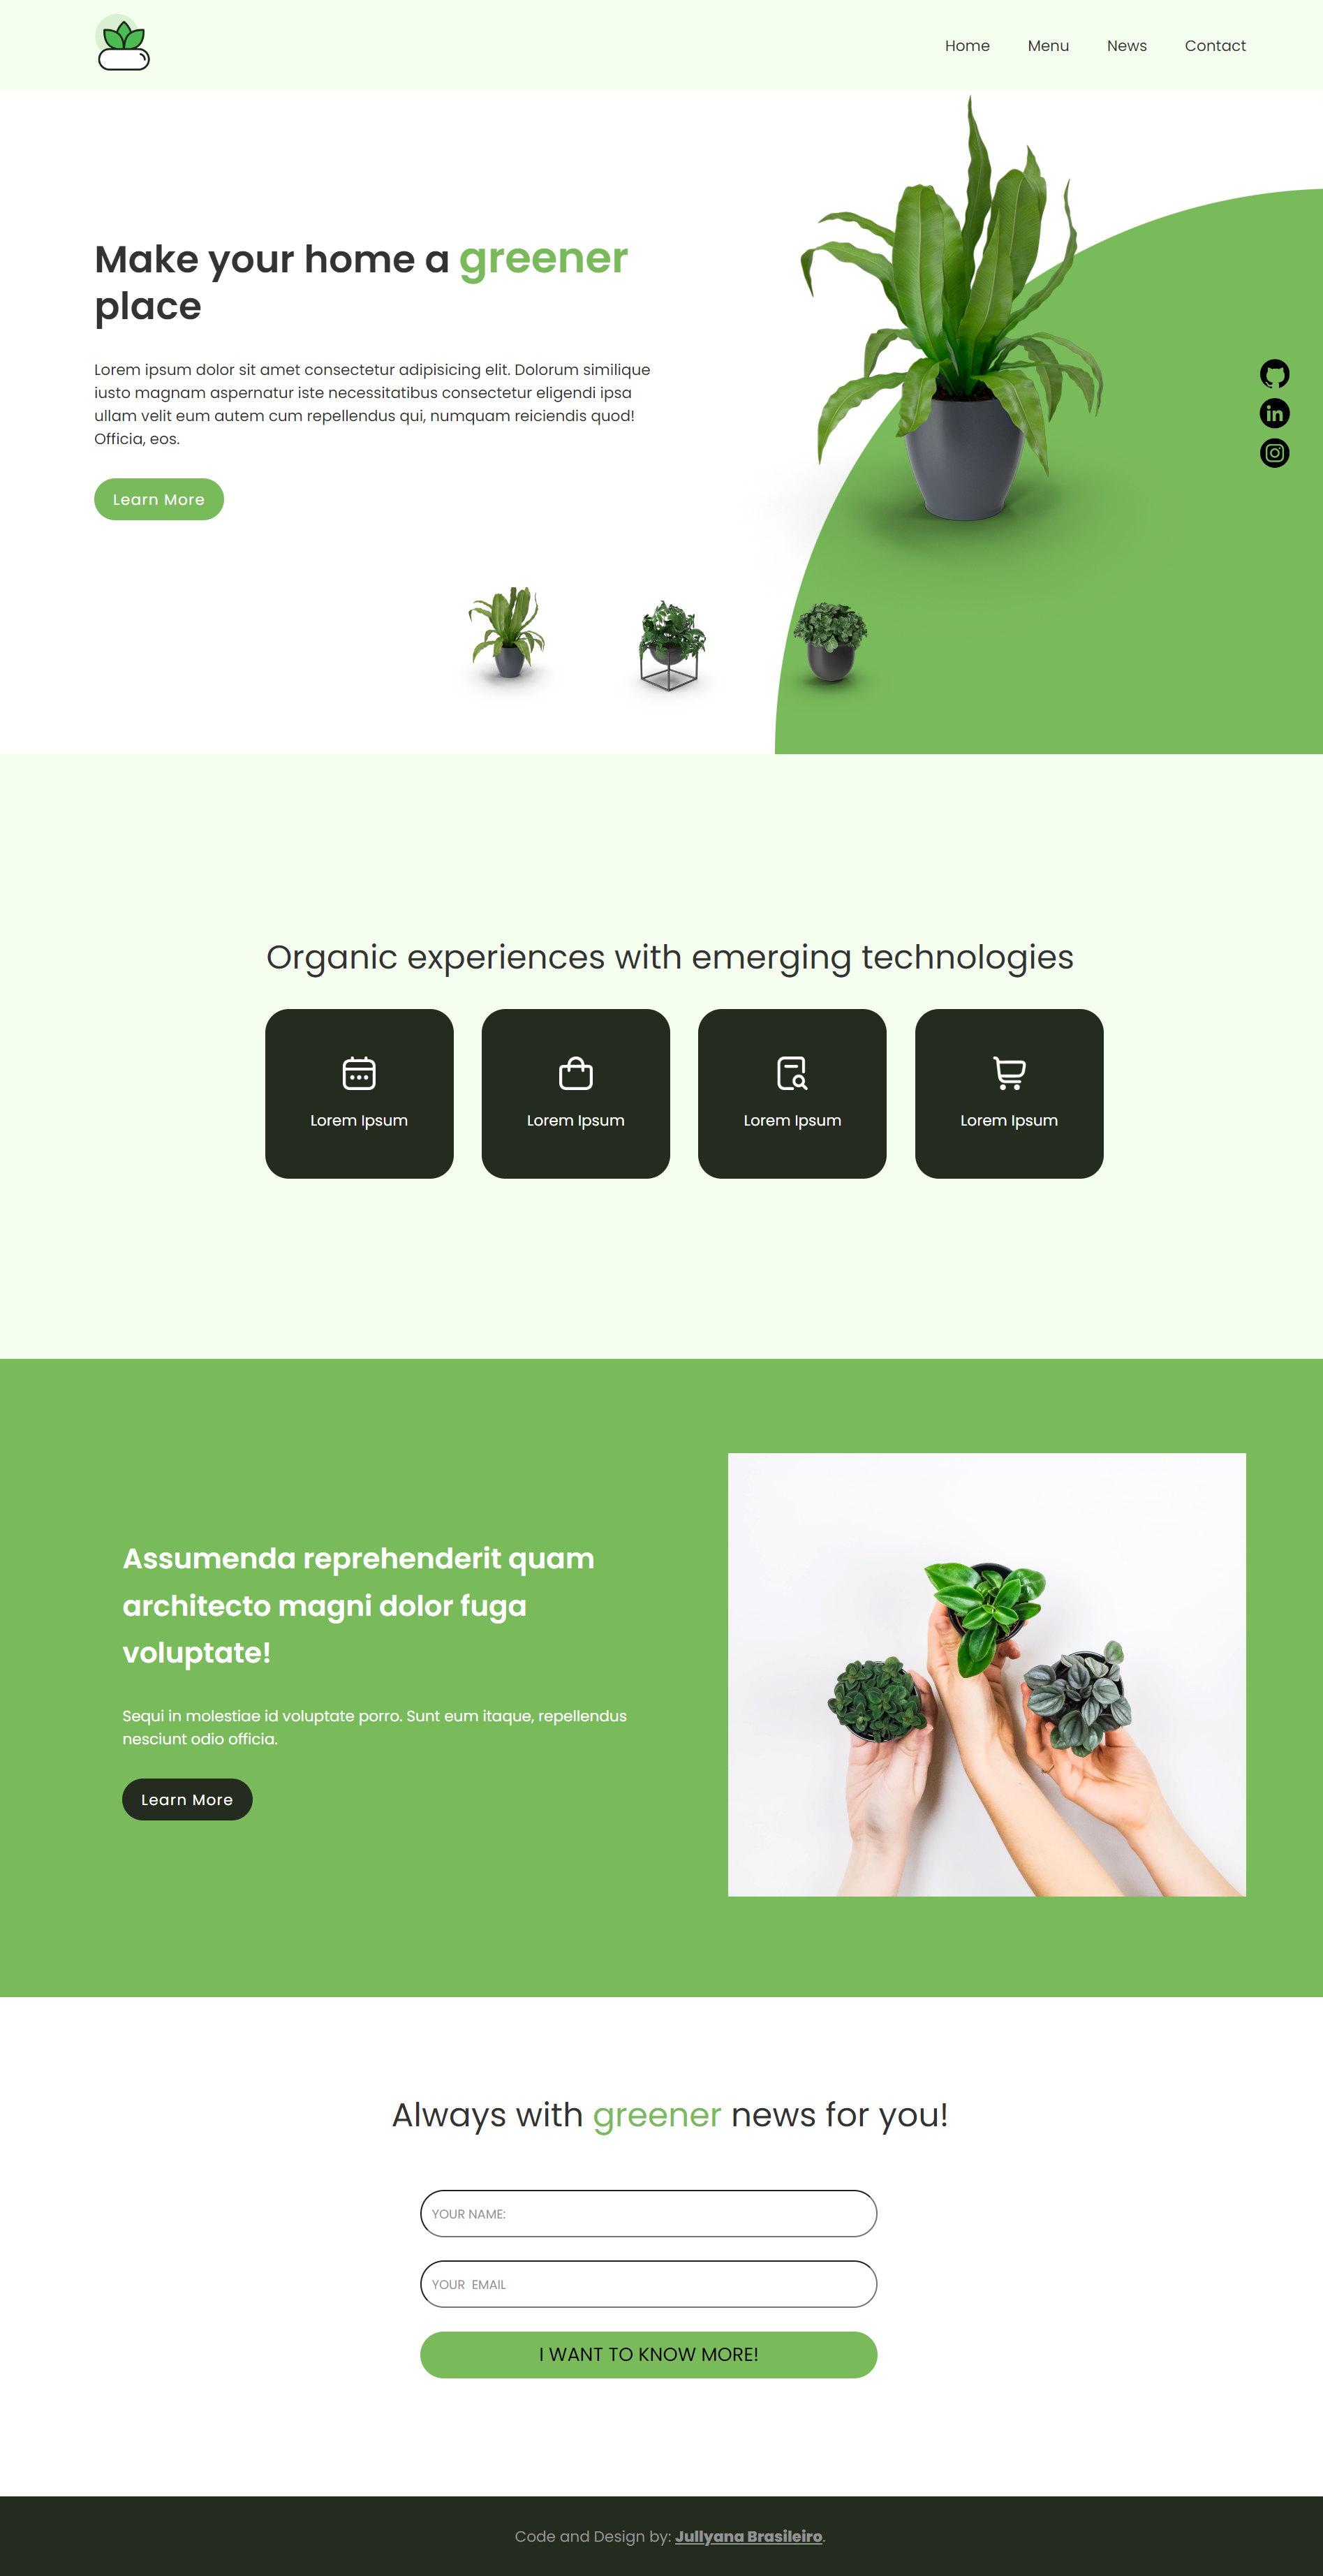 Home Menu News Contact
Make your home a greener
place
Lorem ipsum dolor sit amet consectetur adipisicing elit. Dolorum similique
iusto magnam aspernatur iste necessitatibus consectetur eligendi ipsa
ullam velit eum autem cum repellendus qui, numquam reiciendis quod!
Officia, eos.
Learn More
in
Organic experiences with emerging technologies
Lorem Ipsum Lorem Ipsum Lorem Ipsum Lorem Ipsum
Assumenda reprehenderit quam
architecto magni dolor fuga
voluptate!
Sequi in molestiae id voluptate porro. Sunt eum itaque, repellendus
nesciunt odio officia.
Learn More
Always with greener news for you!
YOUR NAME:
YOUR  EMAIL
I WANT TO KNOW MORE!
Code and Design by: Jullyana Brasileiro.